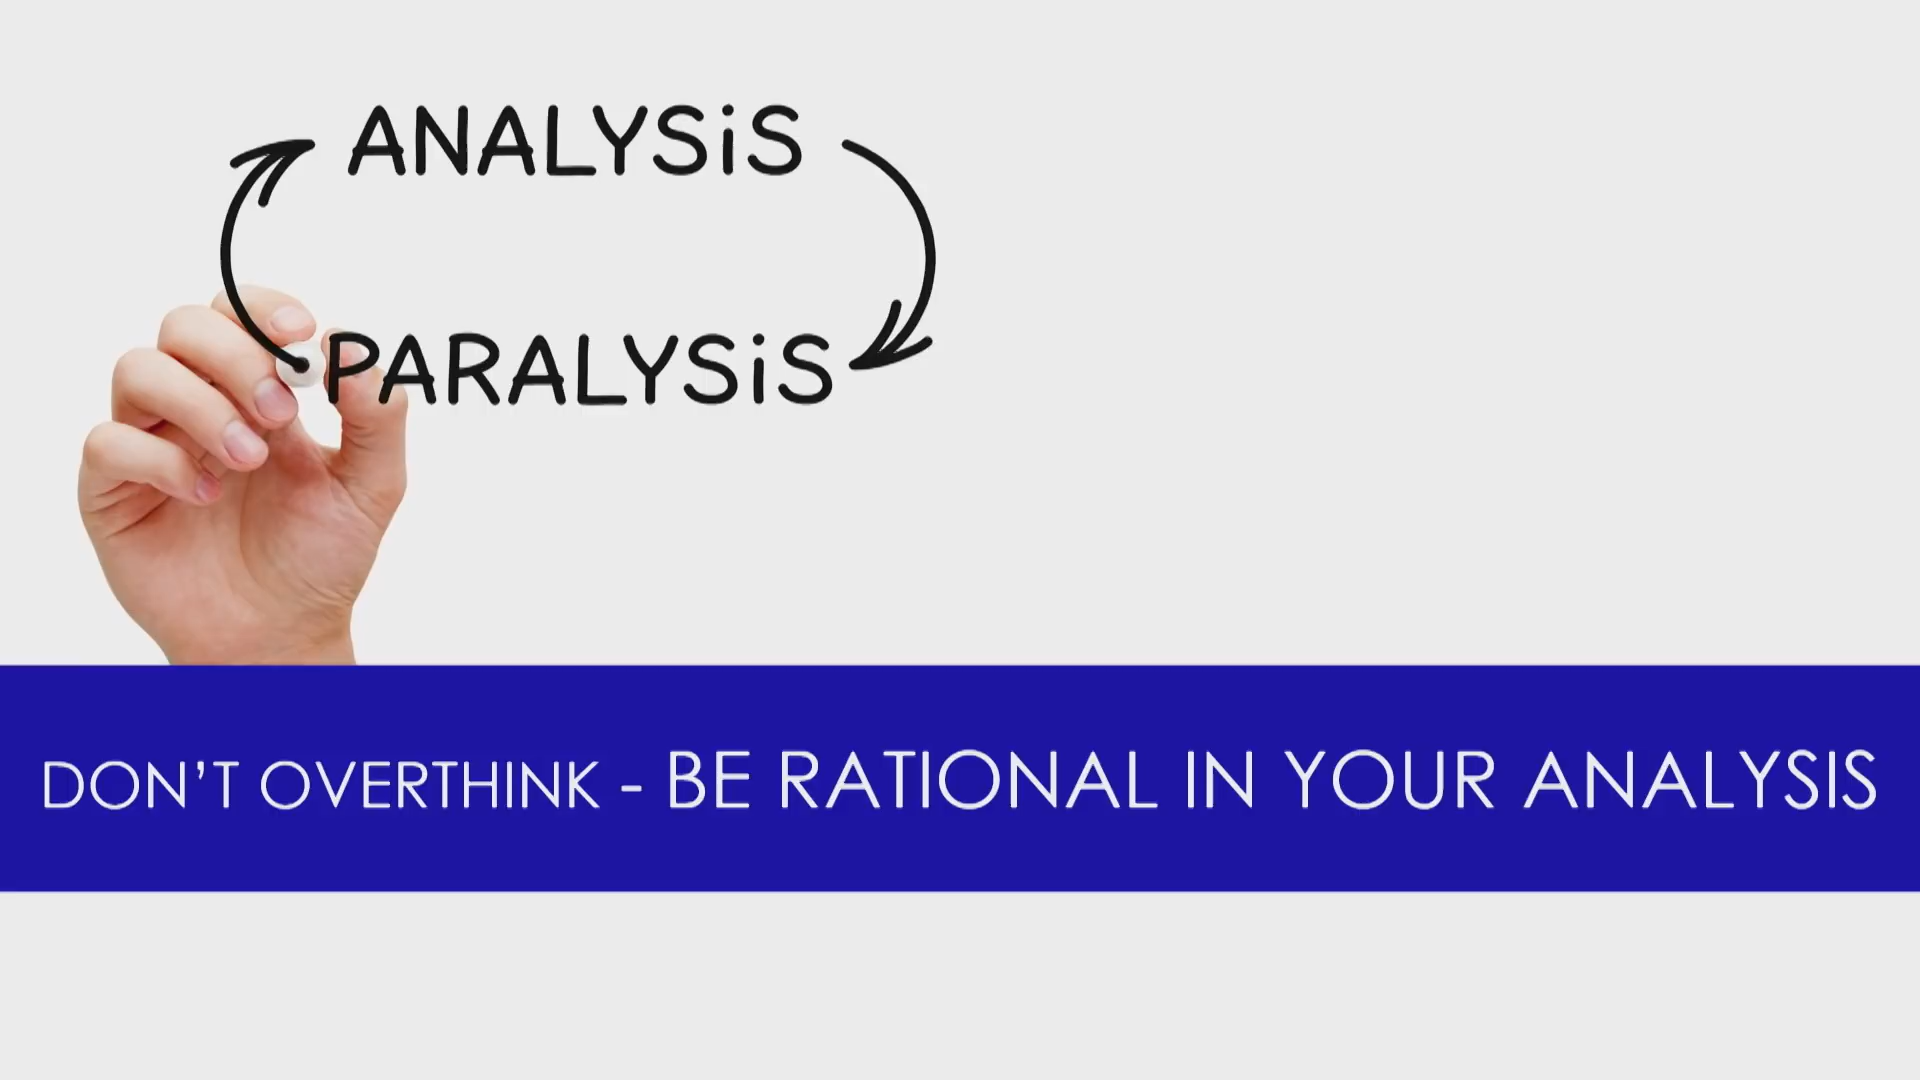 ANALYSiS
PARALYSiS
DON'T OVERTHINK - BE RATIONAL IN YOUR ANALYSIS